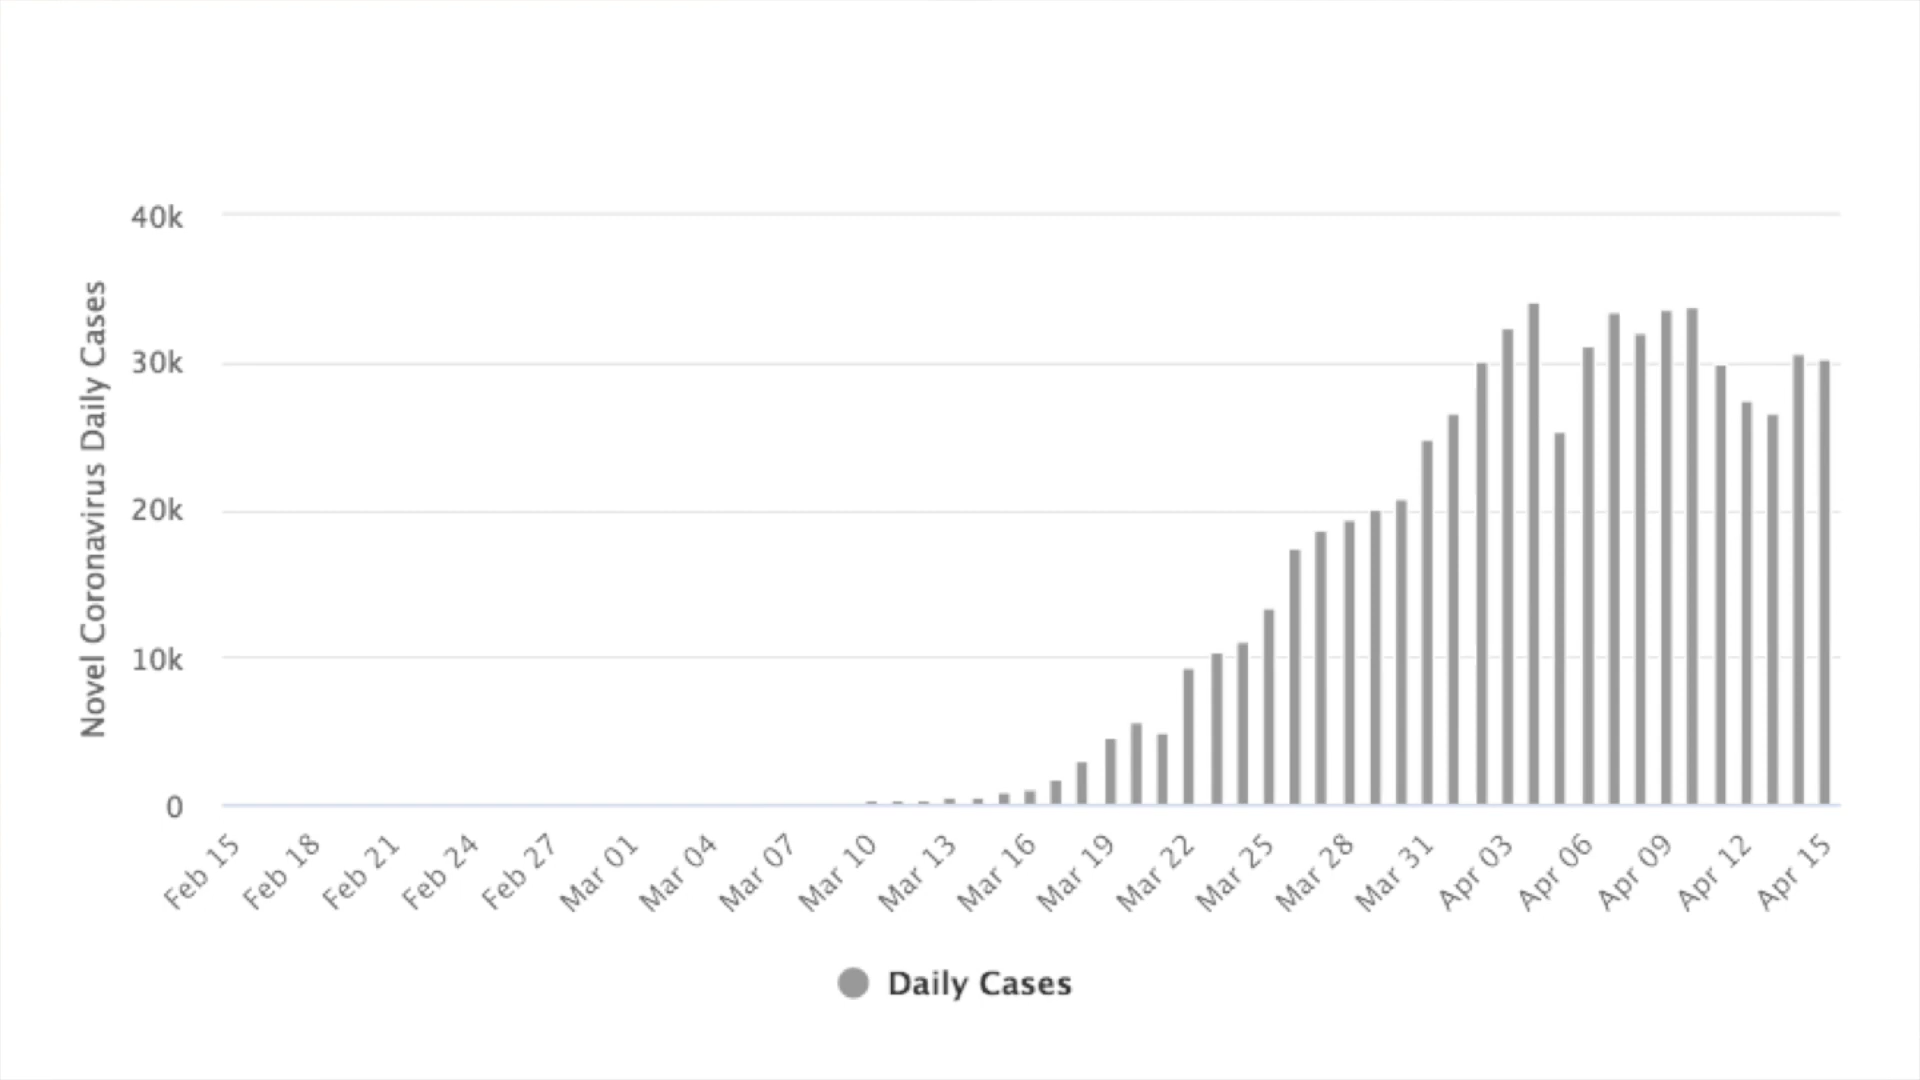 Novel Coronavirus Daily Cases
40k
30k
20k
10k
0
Feb 15
Feb 18
Feb 21
Feb 24
Feb 27
Mar 01
Mar 04
Mar 07
Mar 10
Mar 13
Mar 16
Mar 19
Mar 22
Mar 25
Mar 28
Mar 31
Apr 03
Apr 06
Apr 09
Apr 12
Apr 15
Daily Cases